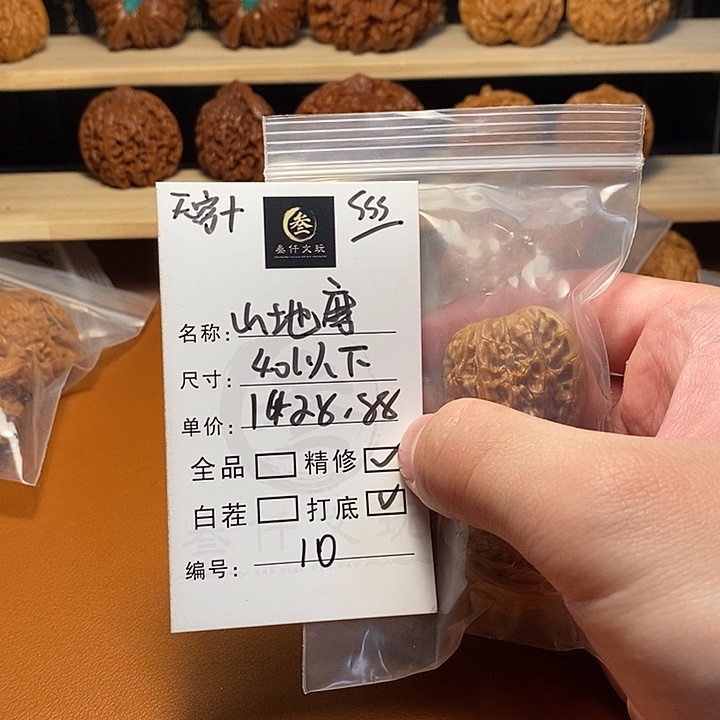 天字十 SSS
叁
叁仟文玩
名称: 山地摩
尺寸: 40以下
单价: 1428.88
全品 精修 ✓
白茬 打底 ✓
编号: 10